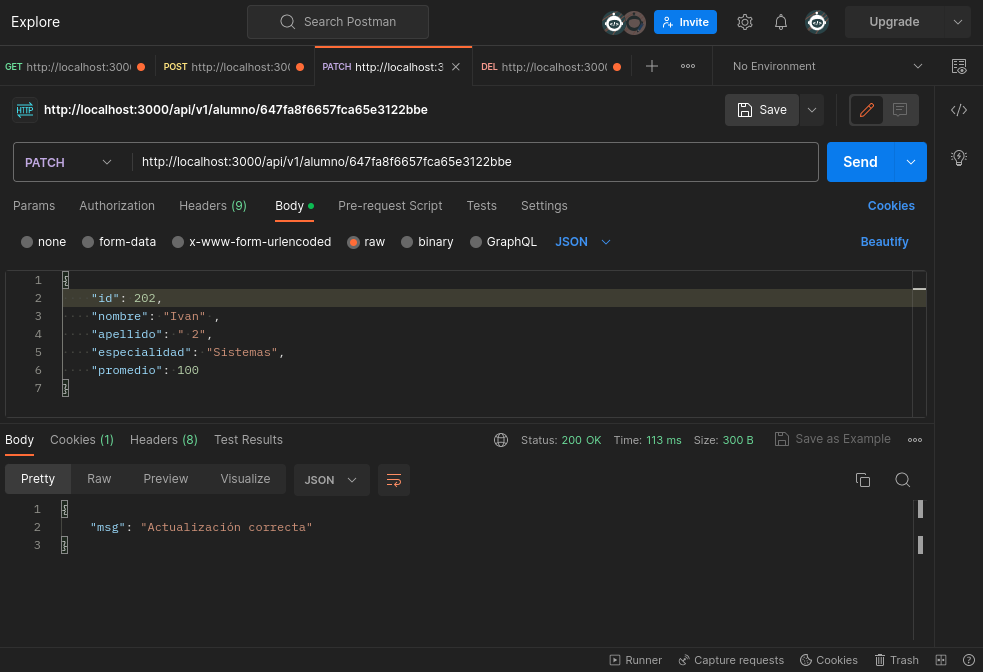 Explore
Search Postman
Invite
Upgrade
GET http://localhost:300
POST http://localhost:300
PATCH http://localhost:3
DEL http://localhost:300
No Environment
HTTP http://localhost:3000/api/v1/alumno/647fa8f6657fca65e3122bbe
Save
PATCH http://localhost:3000/api/v1/alumno/647fa8f6657fca65e3122bbe
Send
Params Authorization Headers (9) Body Pre-request Script Tests Settings Cookies
none form-data x-www-form-urlencoded raw binary GraphQL JSON Beautify
1 {
2 "id": 202,
3 "nombre": "Ivan" ,
4 "apellido": " 2",
5 "especialidad": "Sistemas",
6 "promedio": 100
7 }
Body Cookies (1) Headers (8) Test Results Status: 200 OK Time: 113 ms Size: 300 B Save as Example
Pretty Raw Preview Visualize JSON
1 {
2 "msg": "Actualización correcta"
3 }
Runner Capture requests Cookies Trash